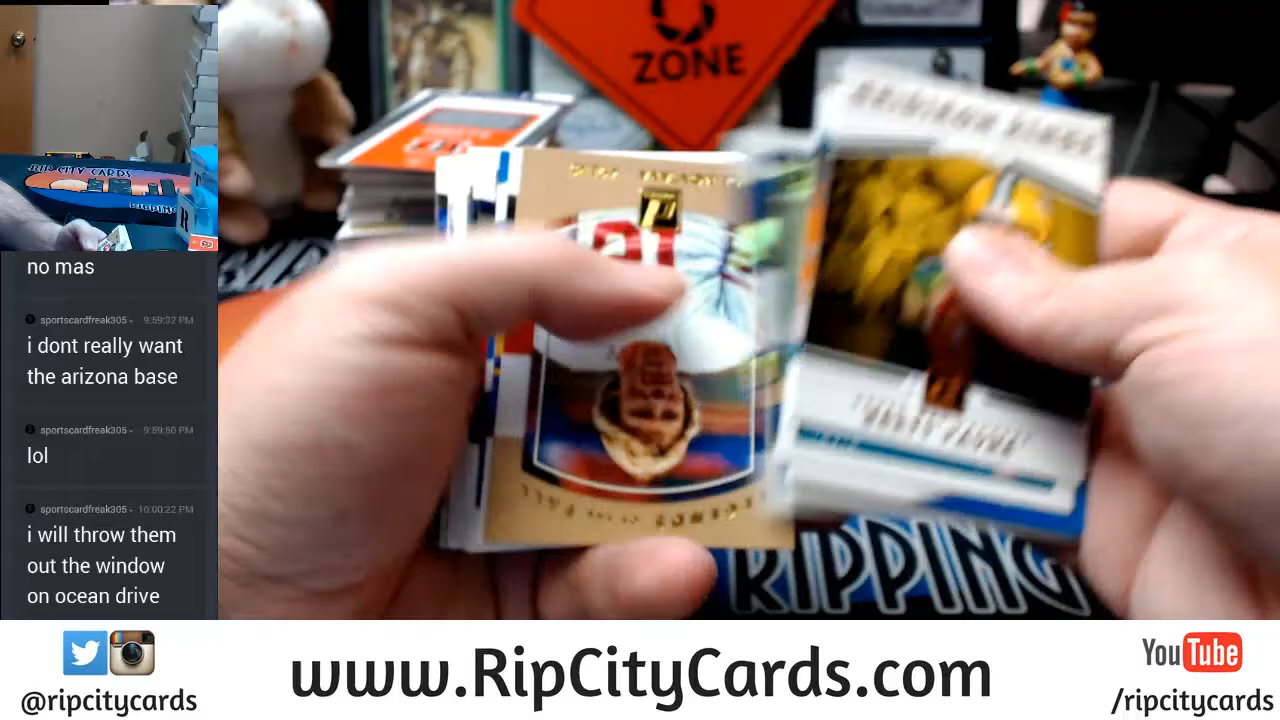 ZONE
RIP CITY CARDS
RIPPING
no mas
sportscardfreak305 - 9:59:32 PM
i dont really want
the arizona base
sportscardfreak305 - 9:59:50 PM
lol
sportscardfreak305 - 10:00:22 PM
i will throw them
out the window
on ocean drive
RIPPING
@ripcitycards
www.RipCityCards.com
YouTube
/ripcitycards